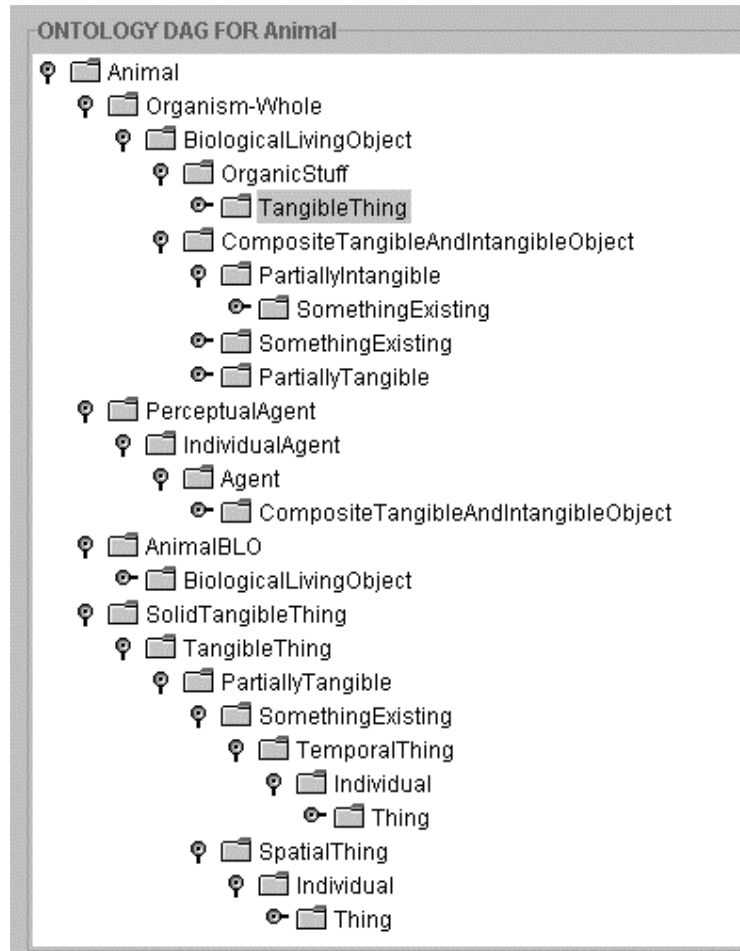 ONTOLOGY DAG FOR Animal
Animal
Organism-Whole
BiologicalLivingObject
OrganicStuff
TangibleThing
CompositeTangibleAndIntangibleObject
PartiallyIntangible
SomethingExisting
SomethingExisting
PartiallyTangible
PerceptualAgent
IndividualAgent
Agent
CompositeTangibleAndIntangibleObject
AnimalBLO
BiologicalLivingObject
SolidTangibleThing
TangibleThing
PartiallyTangible
SomethingExisting
TemporalThing
Individual
Thing
SpatialThing
Individual
Thing